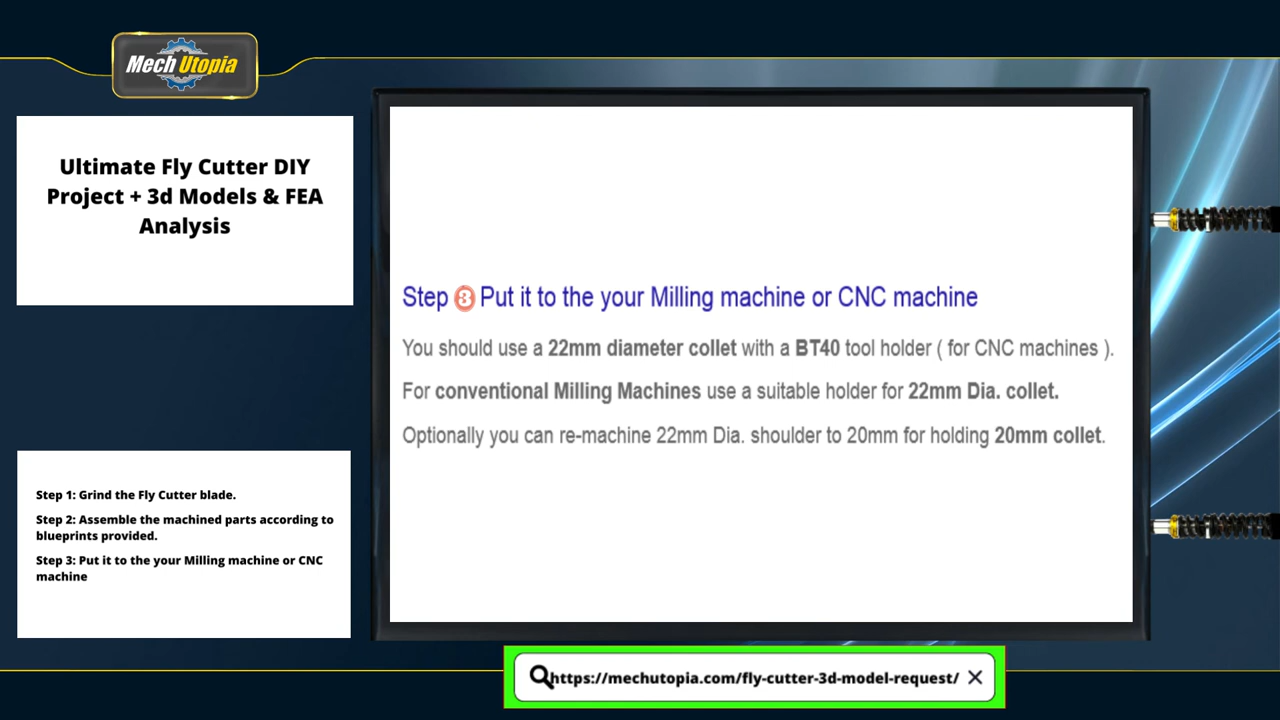 Mech Utopia
Ultimate Fly Cutter DIY
Project + 3d Models & FEA
Analysis
Step 3 Put it to the your Milling machine or CNC machine
You should use a 22mm diameter collet with a BT40 tool holder ( for CNC machines ).
For conventional Milling Machines use a suitable holder for 22mm Dia. collet.
Optionally you can re-machine 22mm Dia. shoulder to 20mm for holding 20mm collet.
Step 1: Grind the Fly Cutter blade.
Step 2: Assemble the machined parts according to
blueprints provided.
Step 3: Put it to the your Milling machine or CNC
machine
https://mechutopia.com/fly-cutter-3d-model-request/